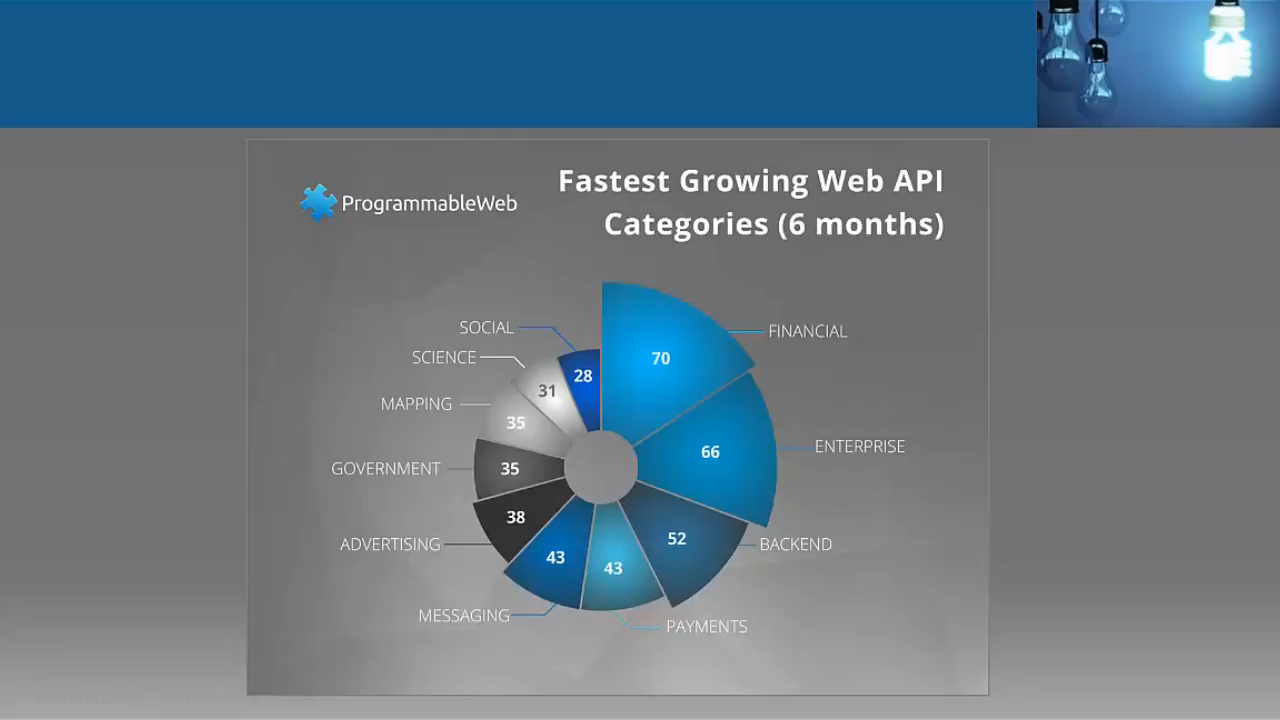 ProgrammableWeb
Fastest Growing Web API
Categories (6 months)
SOCIAL
28
FINANCIAL
70
SCIENCE
31
MAPPING
35
ENTERPRISE
66
GOVERNMENT
35
ADVERTISING
38
BACKEND
52
MESSAGING
43
PAYMENTS
43